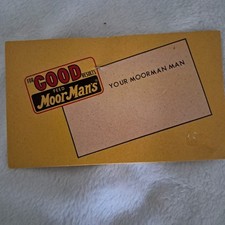 FOR GOOD RESULTS
FEED
MoorMan's
YOUR MOORMAN MAN